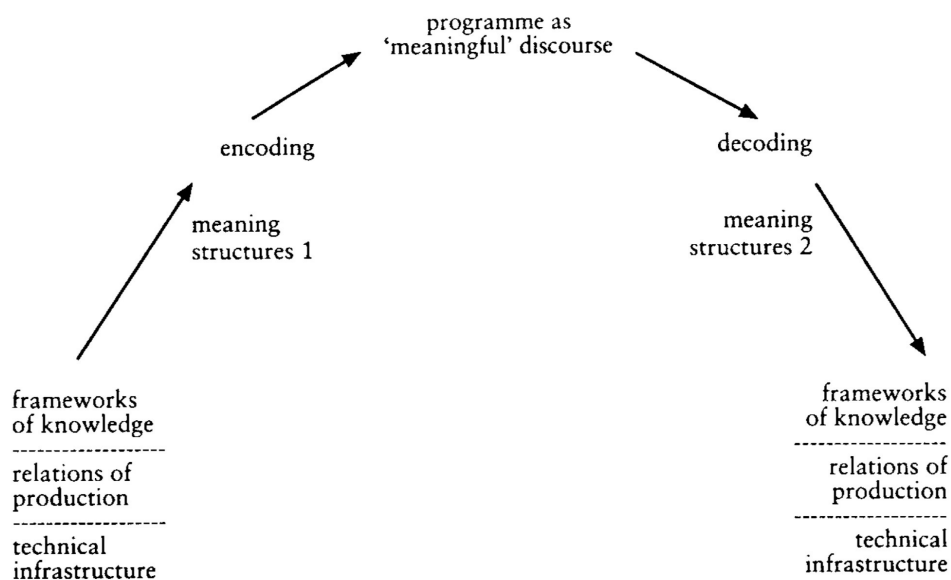 programme as
‘meaningful’ discourse
encoding
decoding
meaning
structures 1
meaning
structures 2
frameworks
of knowledge
relations of
production
technical
infrastructure
frameworks
of knowledge
relations of
production
technical
infrastructure